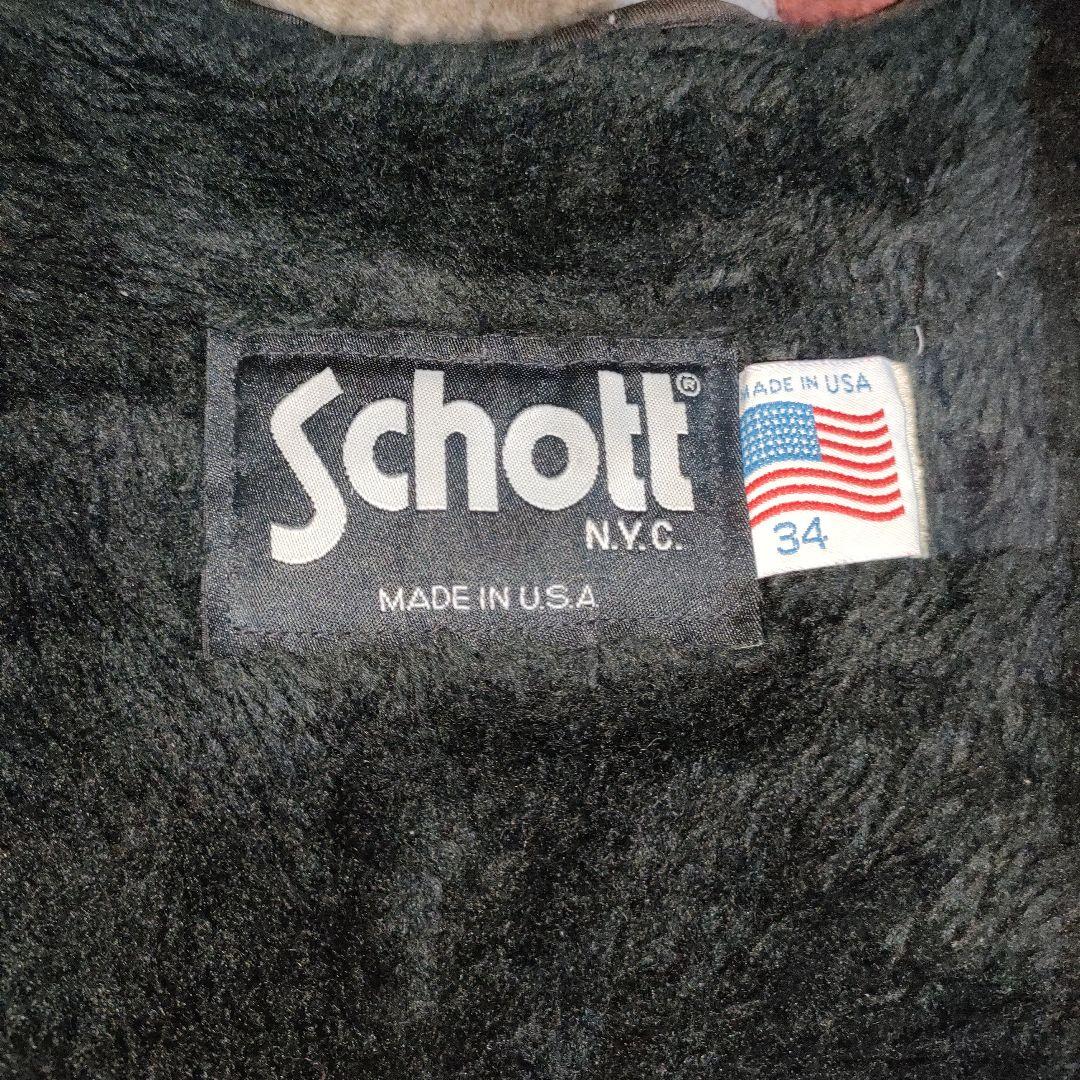 Schott®
N.Y.C.
MADE IN U.S.A
MADE IN USA
34